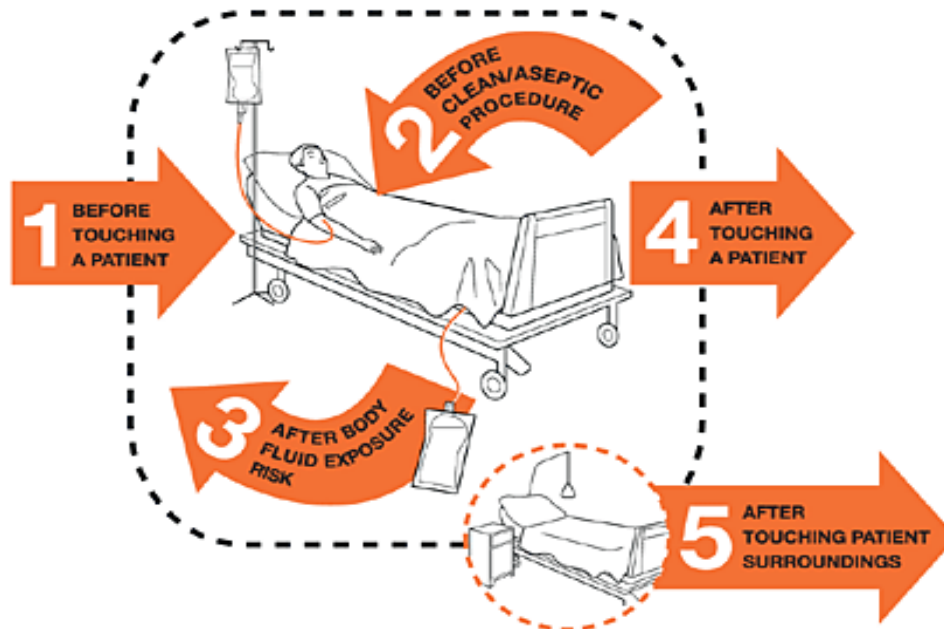 1
BEFORE
TOUCHING
A PATIENT
2
BEFORE
CLEAN/ASEPTIC
PROCEDURE
3
AFTER BODY
FLUID EXPOSURE
RISK
4
AFTER
TOUCHING
A PATIENT
5
AFTER
TOUCHING PATIENT
SURROUNDINGS